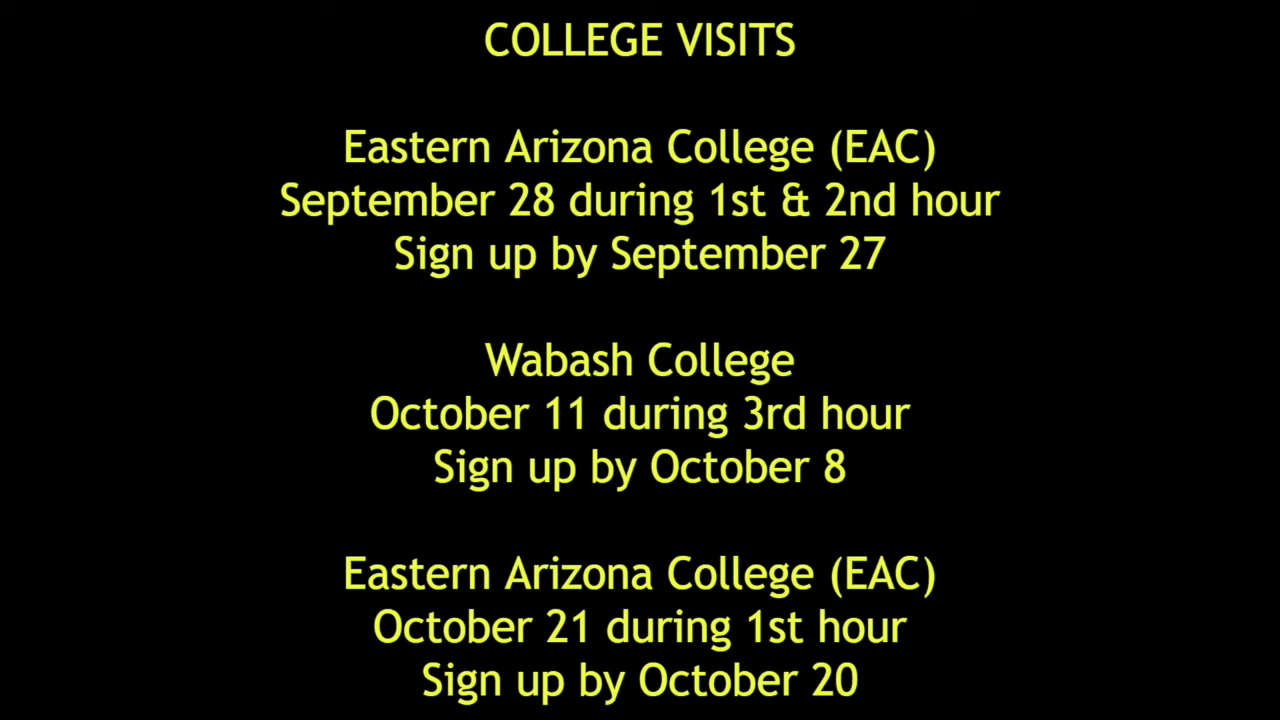 COLLEGE VISITS
Eastern Arizona College (EAC)
September 28 during 1st & 2nd hour
Sign up by September 27
Wabash College
October 11 during 3rd hour
Sign up by October 8
Eastern Arizona College (EAC)
October 21 during 1st hour
Sign up by October 20